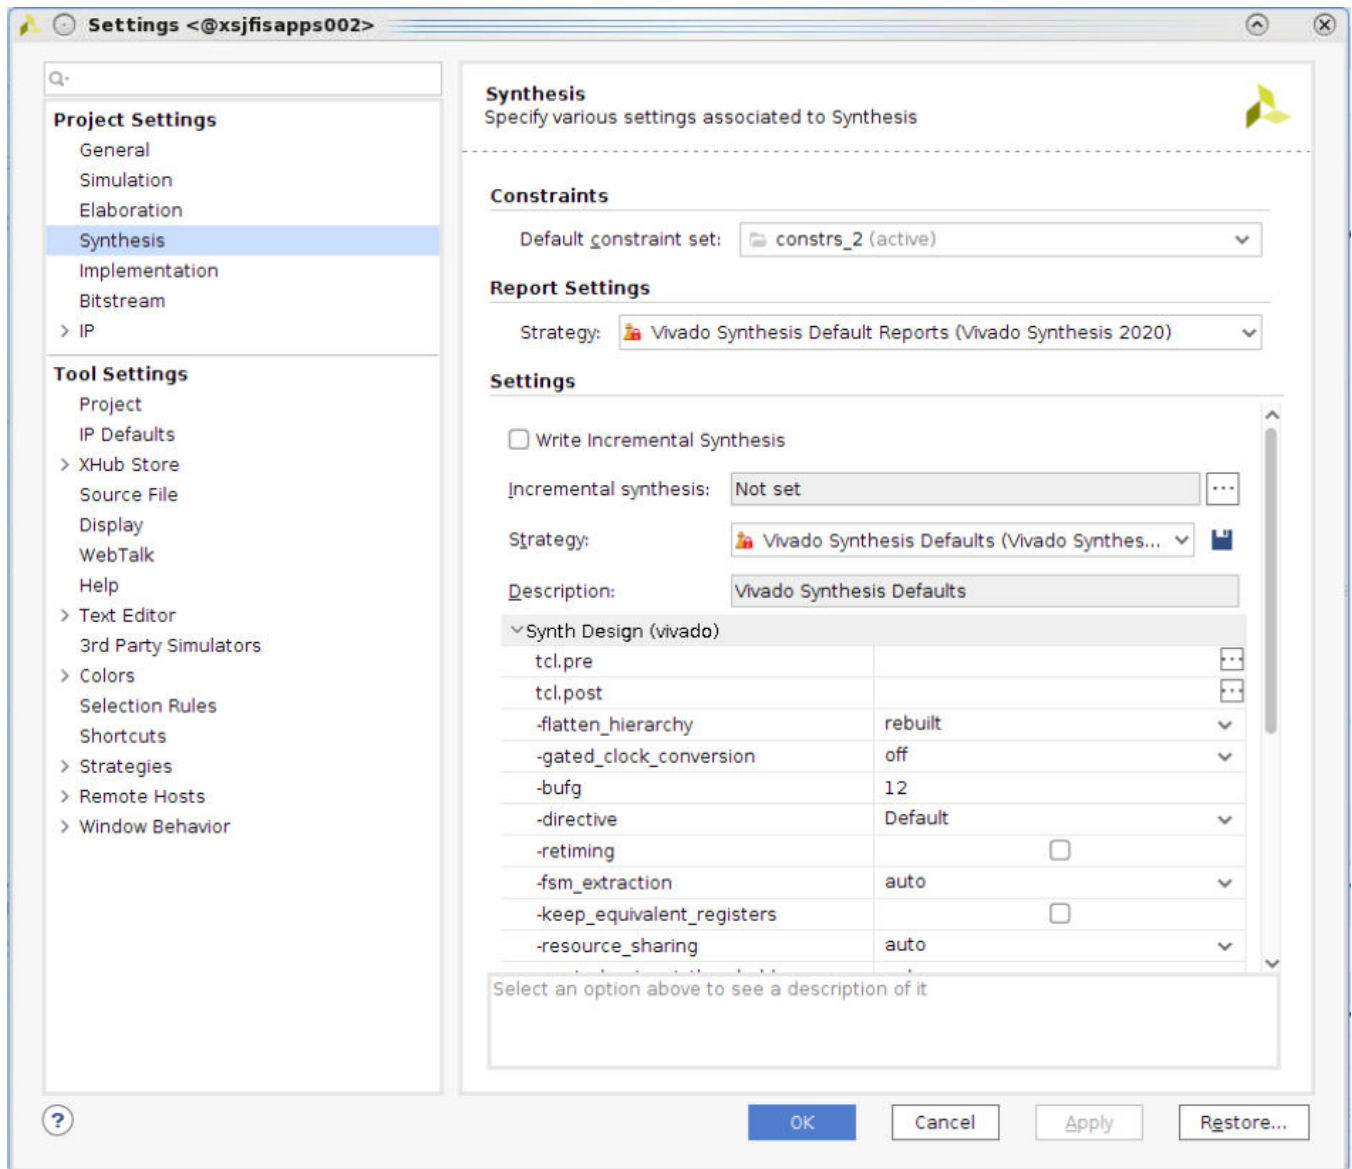 Settings <@xsjfisapps002>
Project Settings
General
Simulation
Elaboration
Synthesis
Implementation
Bitstream
IP
Tool Settings
Project
IP Defaults
XHub Store
Source File
Display
WebTalk
Help
Text Editor
3rd Party Simulators
Colors
Selection Rules
Shortcuts
Strategies
Remote Hosts
Window Behavior
Synthesis
Specify various settings associated to Synthesis
Constraints
Default constraint set: constrs_2 (active)
Report Settings
Strategy: Vivado Synthesis Default Reports (Vivado Synthesis 2020)
Settings
Write Incremental Synthesis
Incremental synthesis: Not set
Strategy: Vivado Synthesis Defaults (Vivado Synthes...
Description: Vivado Synthesis Defaults
Synth Design (vivado)
tcl.pre
tcl.post
-flatten_hierarchy rebuilt
-gated_clock_conversion off
-bufg 12
-directive Default
-retiming
-fsm_extraction auto
-keep_equivalent_registers
-resource_sharing auto
Select an option above to see a description of it
? OK Cancel Apply Restore...